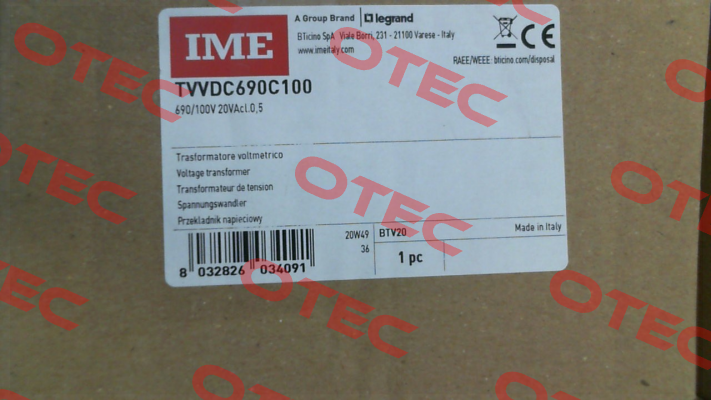 IME
A Group Brand legrand
BTicino SpA Viale Borri, 231 - 21100 Varese - Italy
www.imeitaly.com
CE
RAEE/WEEE: bticino.com/disposal
TVVDC690C100
690/100V 20VAcl.0,5
Trasformatore voltmetrico
Voltage transformer
Transformateur de tension
Spannungswandler
Przekladnik napieciowy
20W49
36
BTV20
Made in Italy
1 pc
8 032826 034091
OTEC
OTEC
OTEC
OTEC
OTEC
OTEC
OTEC
OTEC
OTEC
OTEC
OTEC